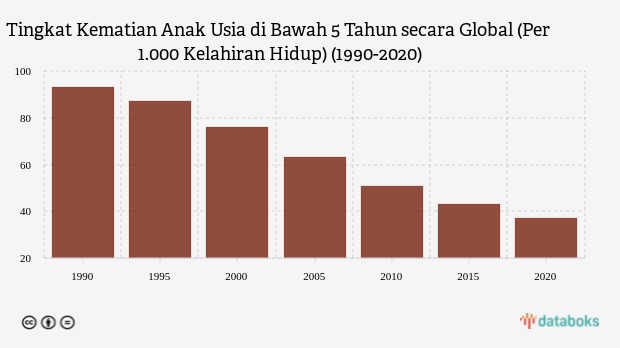 Tingkat Kematian Anak Usia di Bawah 5 Tahun secara Global (Per
1.000 Kelahiran Hidup) (1990-2020)
100
80
60
40
20
1990 1995 2000 2005 2010 2015 2020
cc
databoks